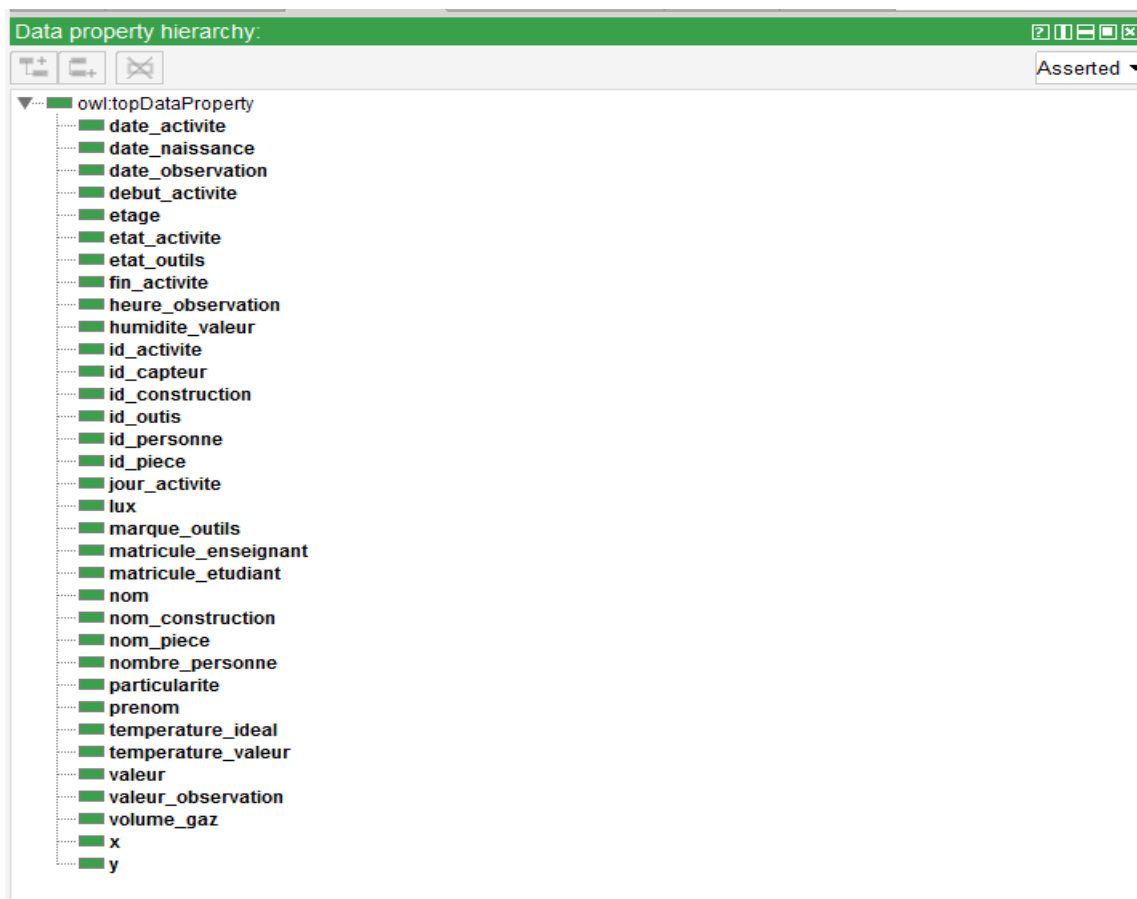 Data property hierarchy:
Asserted
owl:topDataProperty
date_activite
date_naissance
date_observation
debut_activite
etage
etat_activite
etat_outils
fin_activite
heure_observation
humidite_valeur
id_activite
id_capteur
id_construction
id_outis
id_personne
id_piece
jour_activite
lux
marque_outils
matricule_enseignant
matricule_etudiant
nom
nom_construction
nom_piece
nombre_personne
particularite
prenom
temperature_ideal
temperature_valeur
valeur
valeur_observation
volume_gaz
x
y